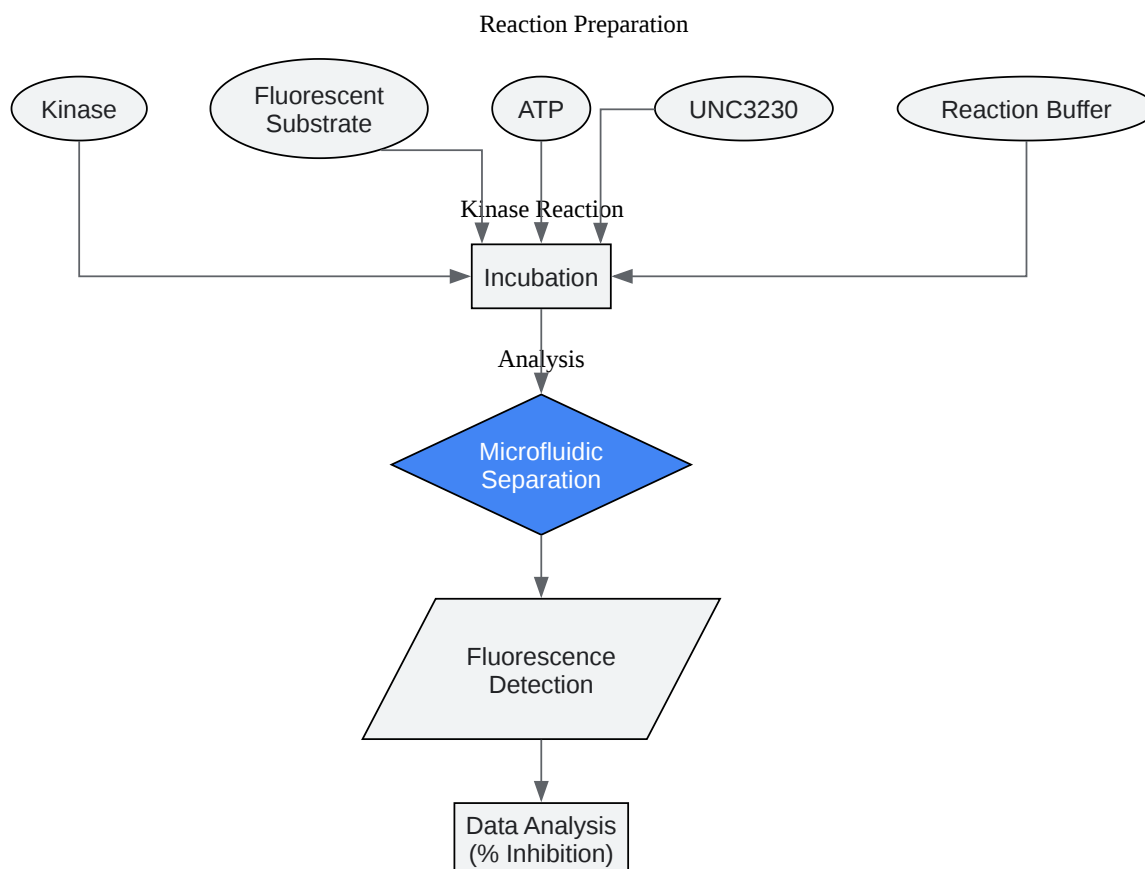 Reaction Preparation
Kinase
Fluorescent
Substrate
ATP
UNC3230
Reaction Buffer
Kinase Reaction
Incubation
Analysis
Microfluidic
Separation
Fluorescence
Detection
Data Analysis
(% Inhibition)